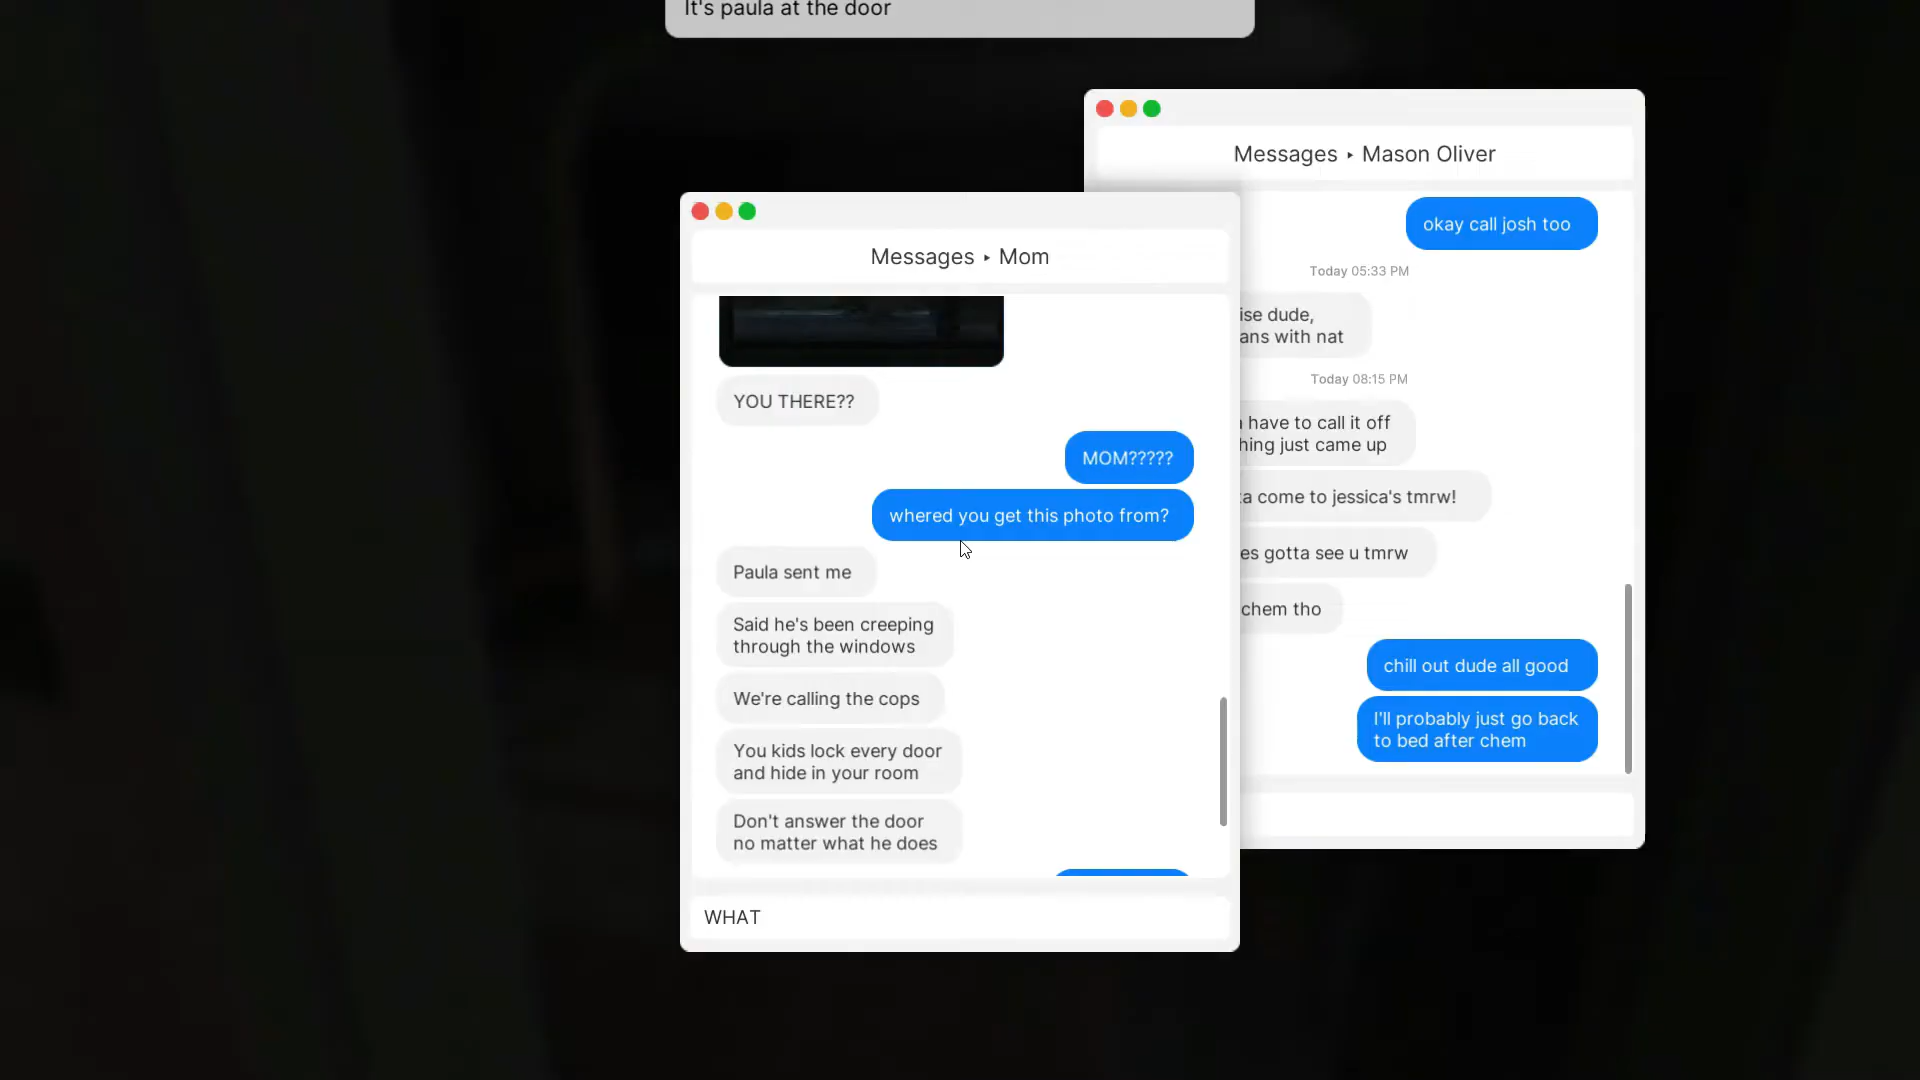 It's paula at the door
Messages ▸ Mason Oliver
okay call josh too
Today 05:33 PM
dude,
with nat
Today 08:15 PM
have to call it off
just came up
come to jessica's tmrw!
gotta see u tmrw
chem tho
chill out dude all good
I'll probably just go back
to bed after chem
Messages ▸ Mom
YOU THERE??
MOM?????
whered you get this photo from?
Paula sent me
Said he's been creeping
through the windows
We're calling the cops
You kids lock every door
and hide in your room
Don't answer the door
no matter what he does
WHAT